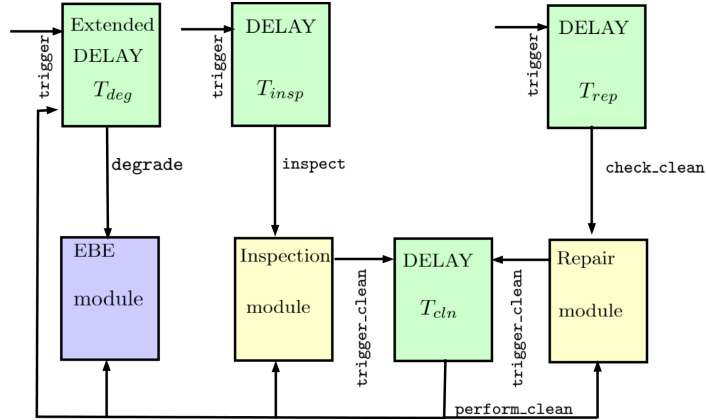 Extended
DELAY
T_deg
trigger
DELAY
T_insp
trigger
DELAY
T_rep
trigger
degrade
inspect
check_clean
EBE
module
Inspection
module
trigger_clean
DELAY
T_cln
trigger_clean
Repair
module
perform_clean